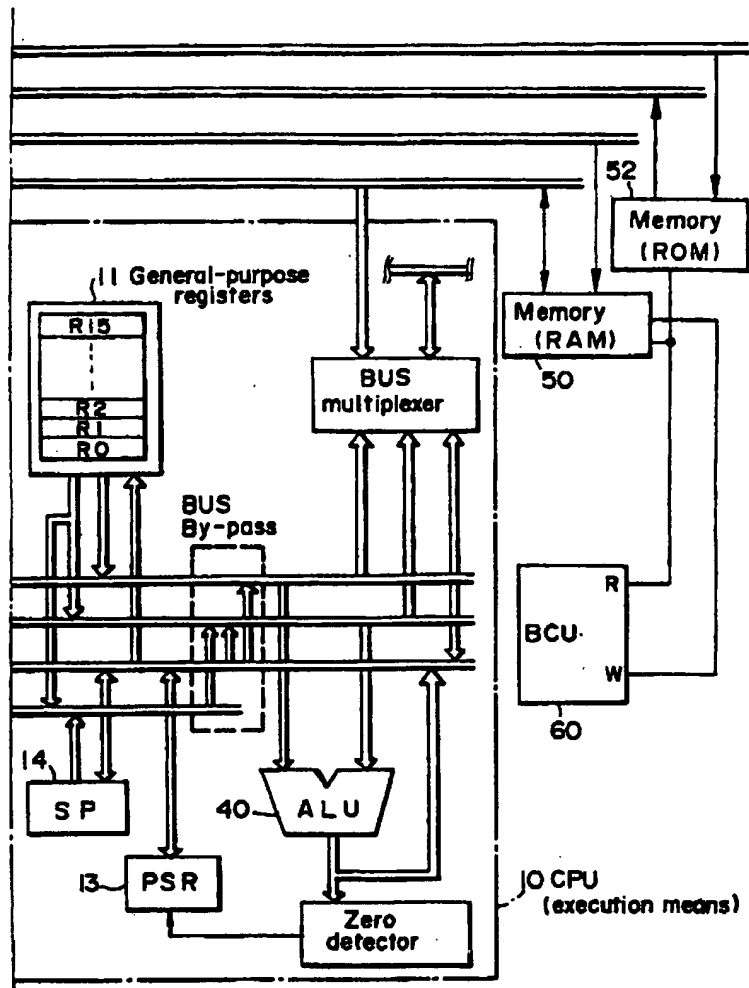 52
Memory
(ROM)
11 General-purpose
registers
R15
R2
R1
R0
Memory
(RAM)
50
BUS
multiplexer
BUS
By-pass
R
BCU
W
60
14
SP
40
ALU
13
PSR
10 CPU
(execution means)
Zero
detector